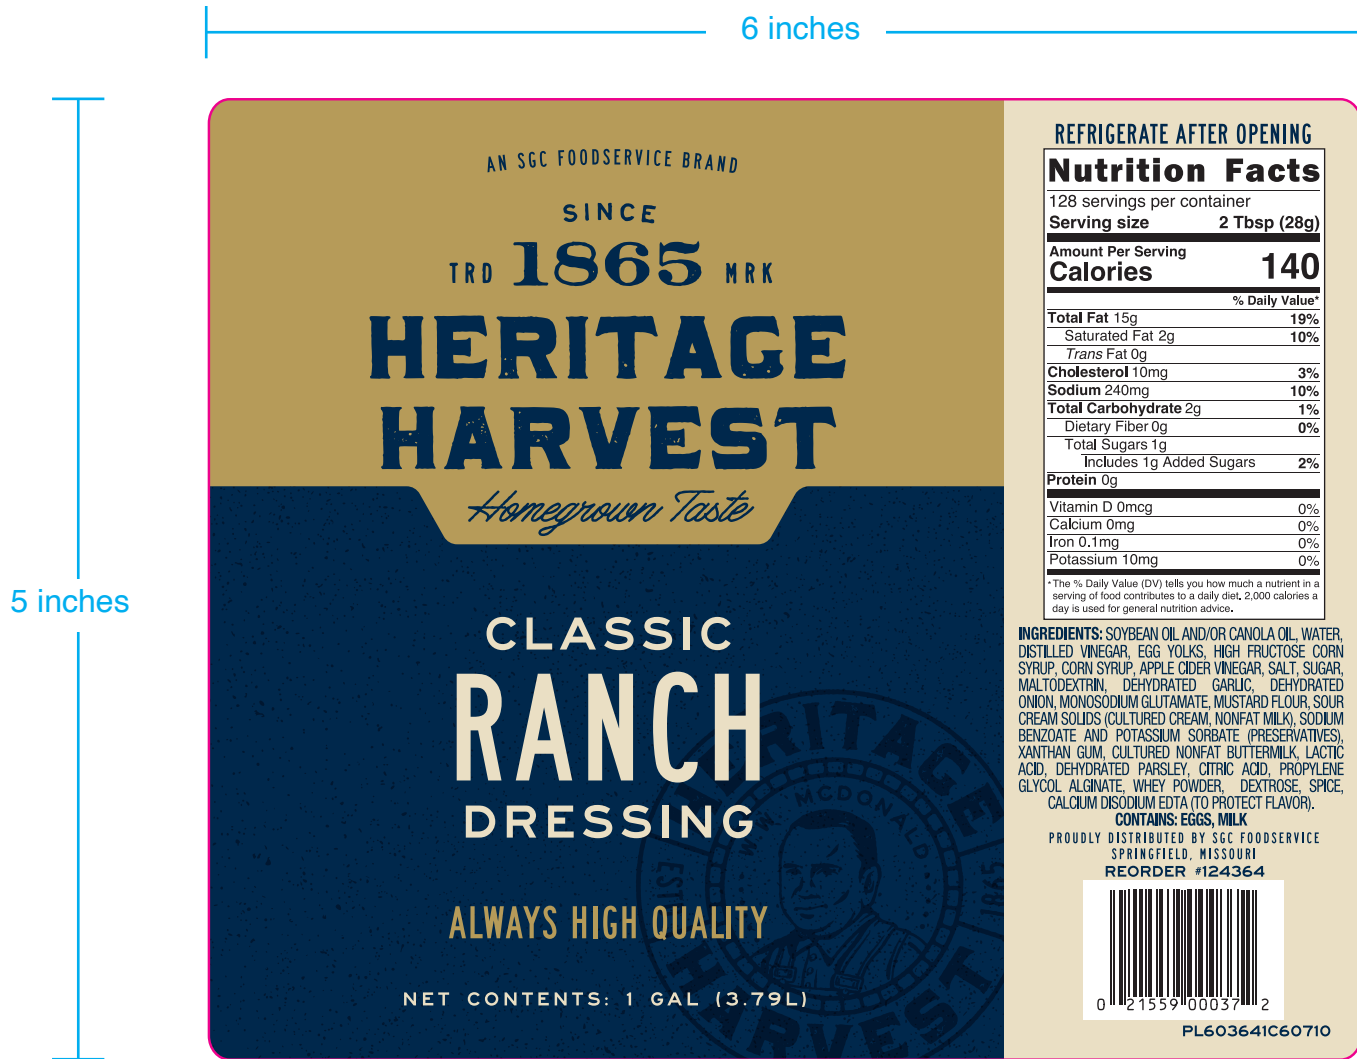 6 inches
5 inches
AN SGC FOODSERVICE BRAND
SINCE
TRD 1865 MRK
HERITAGE
HARVEST
Homegrown Taste
CLASSIC
RANCH
DRESSING
ALWAYS HIGH QUALITY
NET CONTENTS: 1 GAL (3.79L)
HERITAGE
WM. MCDONALD
EST
1865
HARVEST
REFRIGERATE AFTER OPENING
Nutrition Facts
128 servings per container
Serving size 2 Tbsp (28g)
Amount Per Serving
Calories 140
% Daily Value*
Total Fat 15g 19%
Saturated Fat 2g 10%
Trans Fat 0g
Cholesterol 10mg 3%
Sodium 240mg 10%
Total Carbohydrate 2g 1%
Dietary Fiber 0g 0%
Total Sugars 1g
Includes 1g Added Sugars 2%
Protein 0g
Vitamin D 0mcg 0%
Calcium 0mg 0%
Iron 0.1mg 0%
Potassium 10mg 0%
*The % Daily Value (DV) tells you how much a nutrient in a
serving of food contributes to a daily diet. 2,000 calories a
day is used for general nutrition advice.
INGREDIENTS: SOYBEAN OIL AND/OR CANOLA OIL, WATER,
DISTILLED VINEGAR, EGG YOLKS, HIGH FRUCTOSE CORN
SYRUP, CORN SYRUP, APPLE CIDER VINEGAR, SALT, SUGAR,
MALTODEXTRIN, DEHYDRATED GARLIC, DEHYDRATED
ONION, MONOSODIUM GLUTAMATE, MUSTARD FLOUR, SOUR
CREAM SOLIDS (CULTURED CREAM, NONFAT MILK), SODIUM
BENZOATE AND POTASSIUM SORBATE (PRESERVATIVES),
XANTHAN GUM, CULTURED NONFAT BUTTERMILK, LACTIC
ACID, DEHYDRATED PARSLEY, CITRIC ACID, PROPYLENE
GLYCOL ALGINATE, WHEY POWDER, DEXTROSE, SPICE,
CALCIUM DISODIUM EDTA (TO PROTECT FLAVOR).
CONTAINS: EGGS, MILK
PROUDLY DISTRIBUTED BY SGC FOODSERVICE
SPRINGFIELD, MISSOURI
REORDER #124364
0 21559 00037 2
PL603641C60710